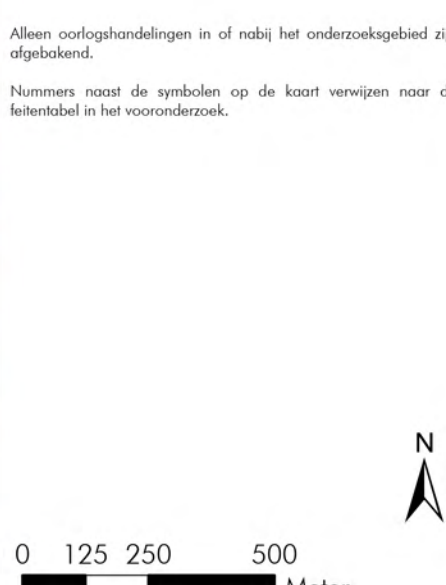 Alleen oorlogshandelingen in of nabij het onderzoeksgebied
afgebakend.
Nummers naast de symbolen op de kaart verwijzen naar
feitentabel in het vooronderzoek.
N
0 125 250 500
Meter